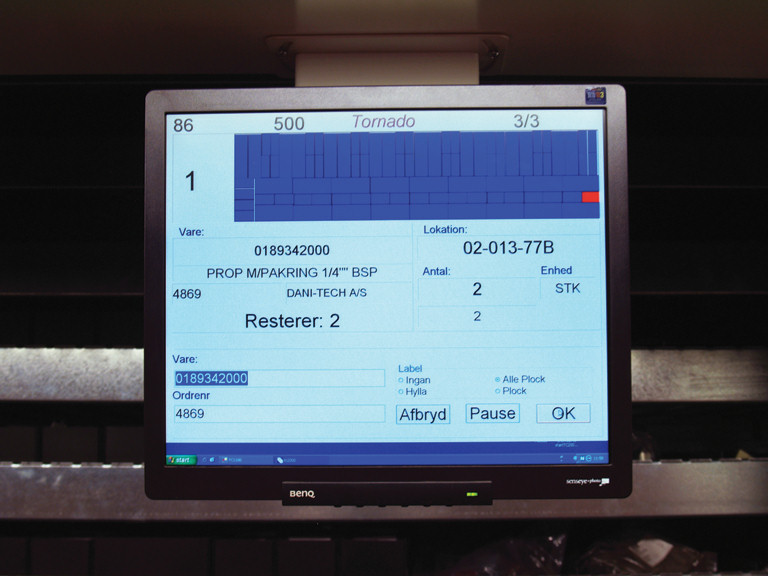 86 500 Tornado 3/3
1
Vare:
0189342000
PROP M/PAKRING 1/4"" BSP
4869 DANI-TECH A/S
Resterer: 2
Lokation:
02-013-77B
Antal: Enhed
2 STK
2
Vare:
0189342000
Ordrenr
4869
Label
Ingan Alle Plock
Hylla Plock
Afbryd Pause OK
start
BenQ
senseye+photo